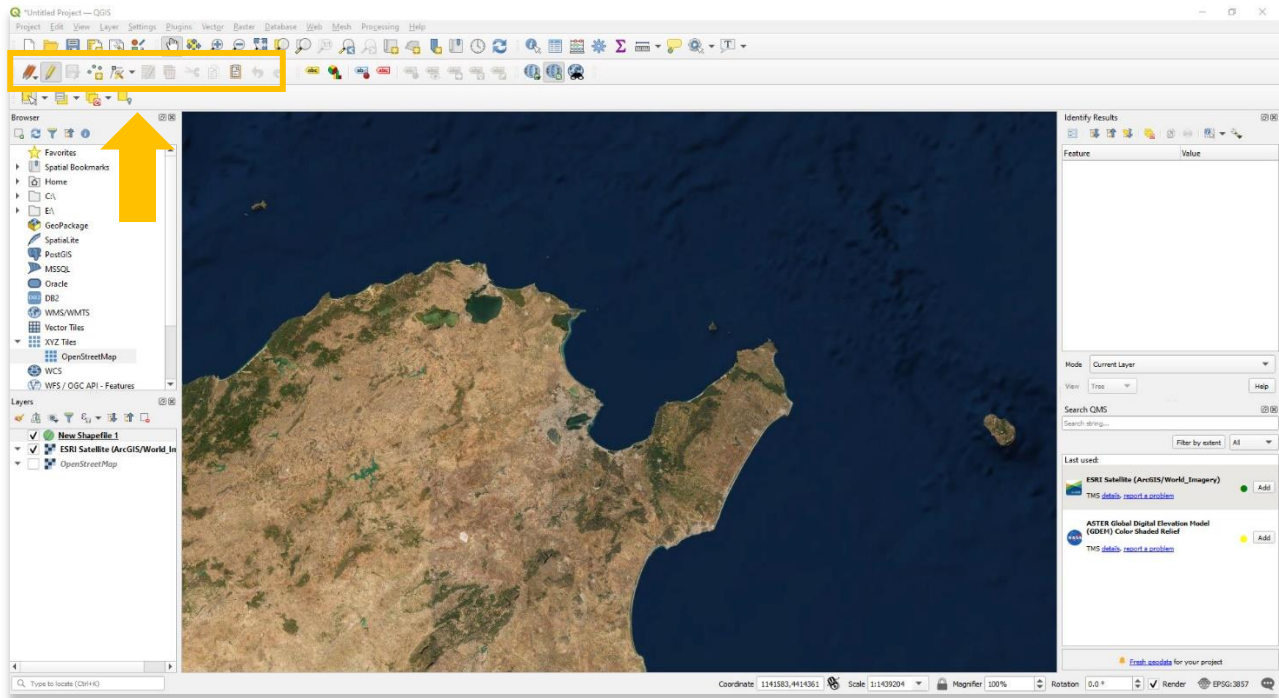 *Untitled Project — QGIS
Project Edit View Layer Settings Plugins Vector Raster Database Web Mesh Processing Help
Browser
Favorites
Spatial Bookmarks
Home
C:\
E:\
GeoPackage
SpatiaLite
PostGIS
MSSQL
Oracle
DB2
WMS/WMTS
Vector Tiles
XYZ Tiles
OpenStreetMap
WCS
WFS / OGC API - Features
Layers
New Shapefile 1
ESRI Satellite (ArcGIS/World_In
OpenStreetMap
Identify Results
Feature Value
Mode Current Layer
View Tree Help
Search QMS
Search string...
Filter by extent All
Last used:
ESRI Satellite (ArcGIS/World_Imagery)
TMS details, report a problem
Add
ASTER Global Digital Elevation Model
(GDEM) Color Shaded Relief
TMS details, report a problem
Add
Fresh geodata for your project
Type to locate (Ctrl+K) Coordinate 1141583,4414361 Scale 1:1439204 Magnifier 100% Rotation 0.0 ° Render EPSG:3857